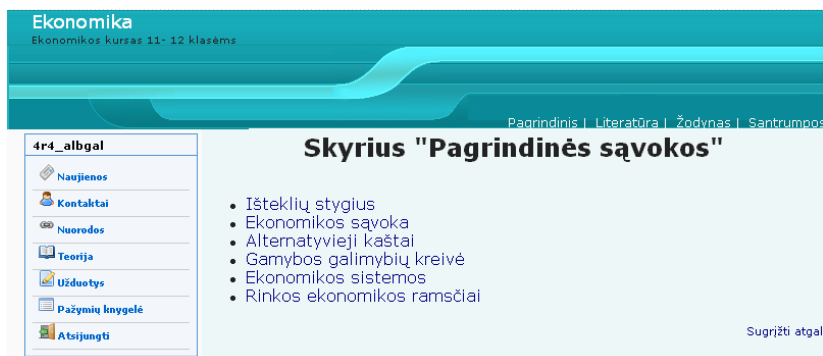 Ekonomika
Ekonomikos kursas 11- 12 klasėms
Pagrindinis | Literatūra | Žodynas | Santrumpos
4r4_albgal
Naujienos
Kontaktai
Nuorodos
Teorija
Užduotys
Pažymių knygelė
Atsijungti
Skyrius "Pagrindinės sąvokos"
• Išteklių stygius
• Ekonomikos sąvoka
• Alternatyvieji kaštai
• Gamybos galimybių kreivė
• Ekonomikos sistemos
• Rinkos ekonomikos ramsčiai
Sugrįžti atgal